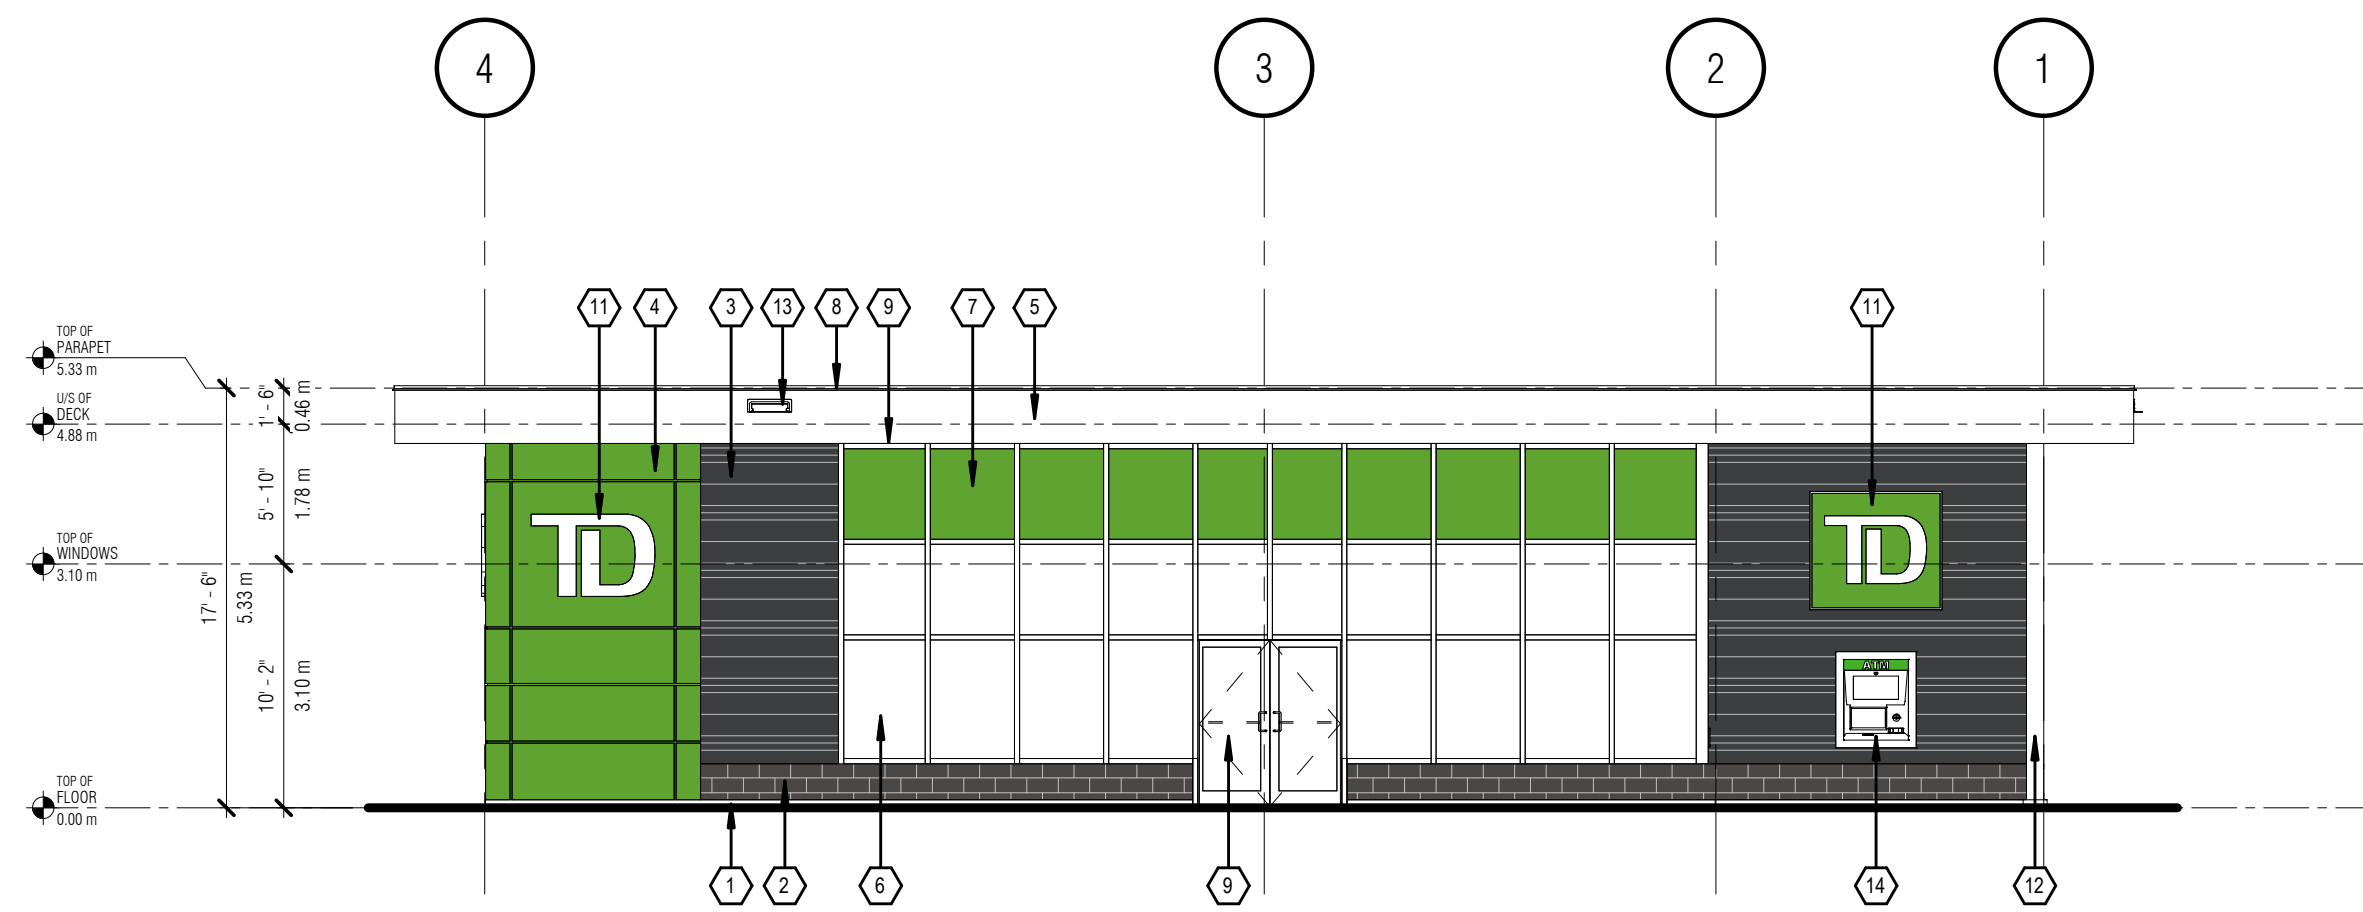 4
3
2
1
11
4
3
13
8
9
7
5
11
TOP OF
PARAPET
5.33 m
U/S OF
DECK
4.88 m
TOP OF
WINDOWS
3.10 m
TOP OF
FLOOR
0.00 m
17' - 6"
5.33 m
1' - 6"
0.46 m
5' - 10"
1.78 m
10' - 2"
3.10 m
TD
TD
ATM
1
2
6
9
14
12